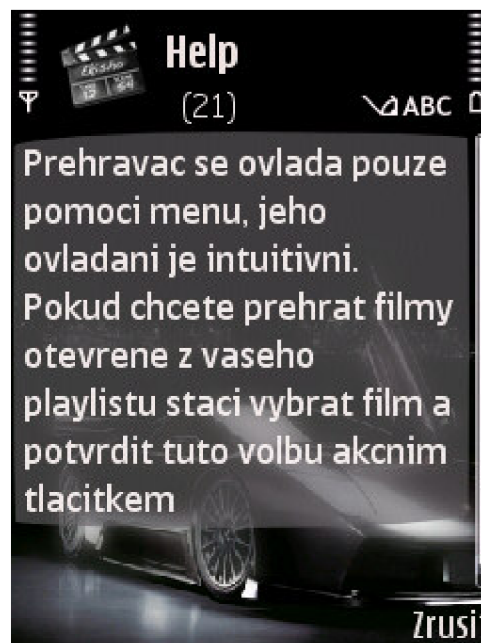 Help
(21)
ABC
Prehravac se ovlada pouze
pomoci menu, jeho
ovladani je intuitivni.
Pokud chcete prehrat filmy
otevrene z vaseho
playlistu staci vybrat film a
potvrdit tuto volbu akcnim
tlacitkem